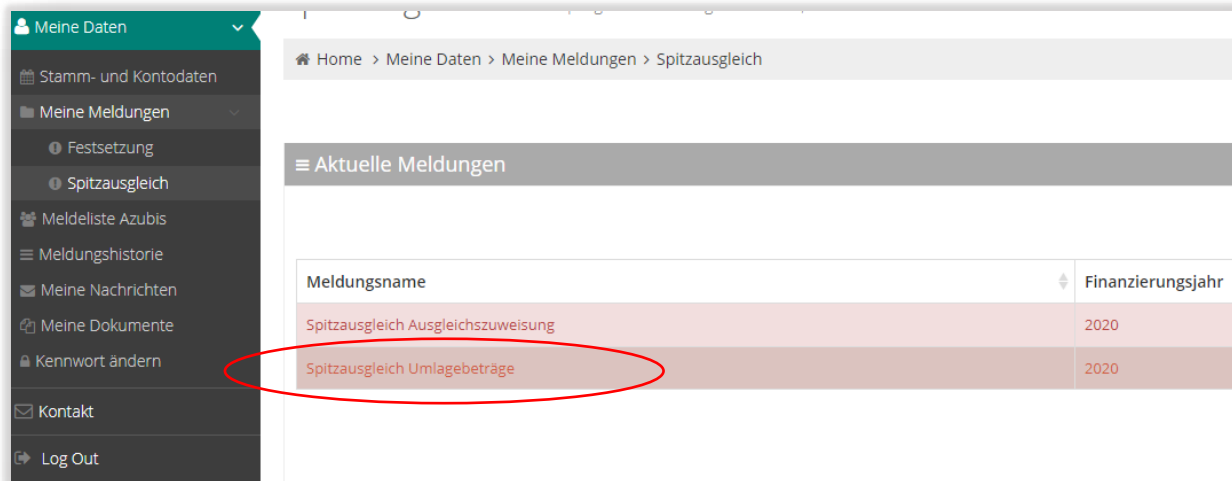 Meine Daten
Stamm- und Kontodaten
Meine Meldungen
Festsetzung
Spitzausgleich
Meldeliste Azubis
Meldungshistorie
Meine Nachrichten
Meine Dokumente
Kennwort ändern
Kontakt
Log Out
Home > Meine Daten > Meine Meldungen > Spitzausgleich
Aktuelle Meldungen
Meldungsname Finanzierungsjahr
Spitzausgleich Ausgleichszuweisung 2020
Spitzausgleich Umlagebeträge 2020